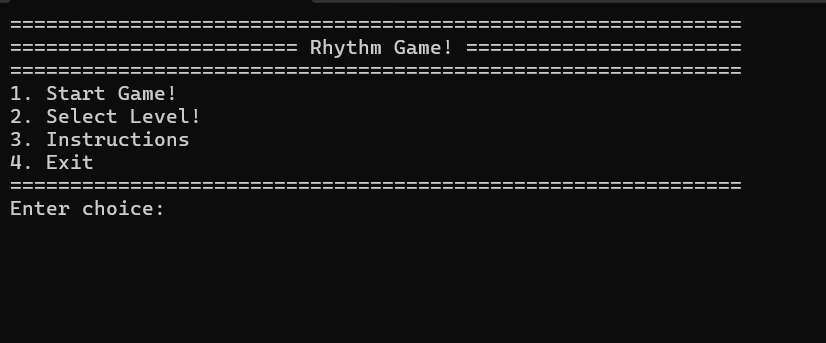 =============================================================
======================== Rhythm Game! =======================
=============================================================
1. Start Game!
2. Select Level!
3. Instructions
4. Exit
=============================================================
Enter choice: